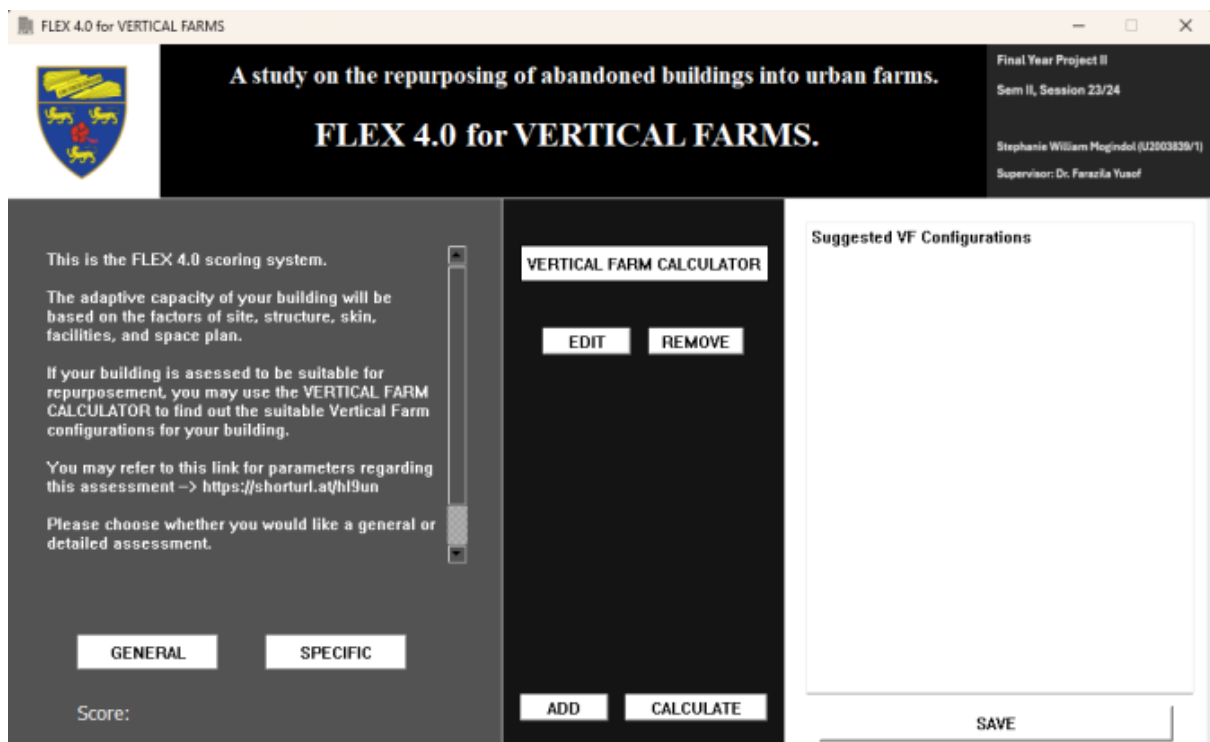 FLEX 4.0 for VERTICAL FARMS
A study on the repurposing of abandoned buildings into urban farms.
FLEX 4.0 for VERTICAL FARMS.
Final Year Project II
Sem II, Session 23/24
Stephanie William Mogindol (U2003839/1)
Supervisor: Dr. Farazila Yusof
This is the FLEX 4.0 scoring system.
The adaptive capacity of your building will be
based on the factors of site, structure, skin,
facilities, and space plan.
If your building is asessed to be suitable for
repurposement, you may use the VERTICAL FARM
CALCULATOR to find out the suitable Vertical Farm
configurations for your building.
You may refer to this link for parameters regarding
this assessment --> https://shorturl.at/hl9un
Please choose whether you would like a general or
detailed assessment.
GENERAL
SPECIFIC
Score:
VERTICAL FARM CALCULATOR
EDIT
REMOVE
ADD
CALCULATE
Suggested VF Configurations
SAVE